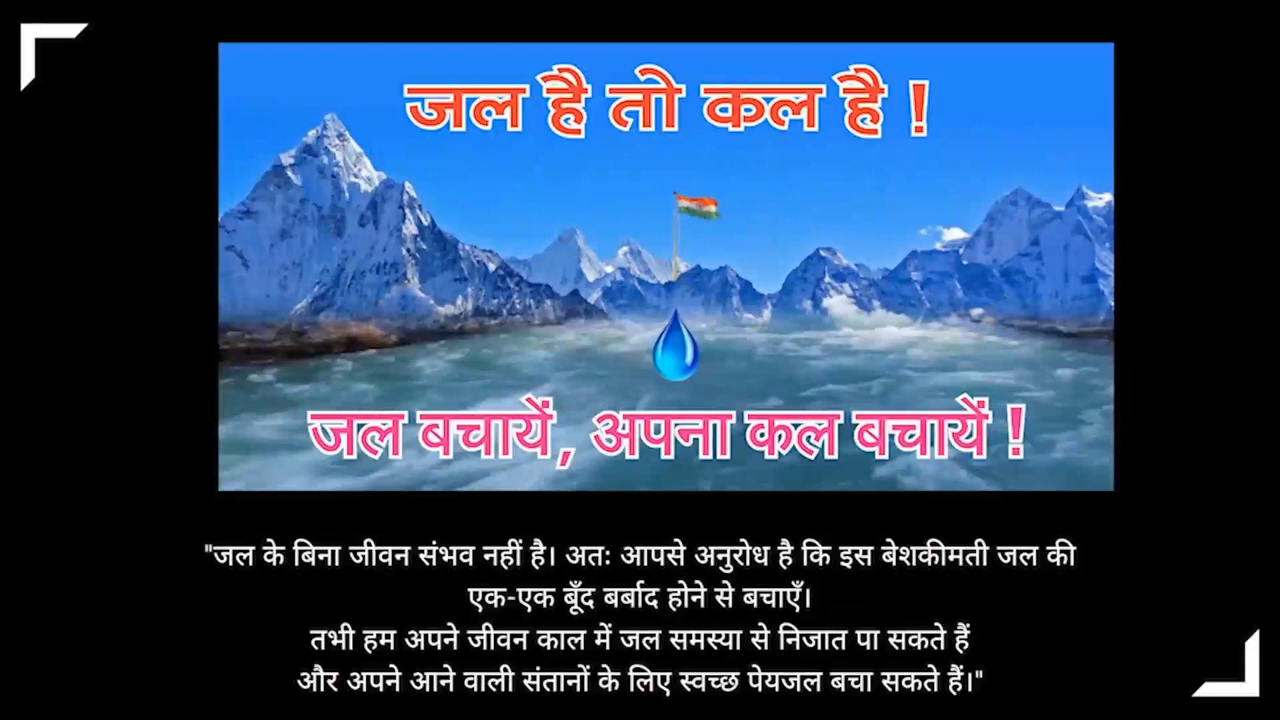 जल है तो कल है !
जल बचायें, अपना कल बचायें !
"जल के बिना जीवन संभव नहीं है। अतः आपसे अनुरोध है कि इस बेशकीमती जल की
एक-एक बूँद बर्बाद होने से बचाएँ।
तभी हम अपने जीवन काल में जल समस्या से निजात पा सकते हैं
और अपने आने वाली संतानों के लिए स्वच्छ पेयजल बचा सकते हैं।"